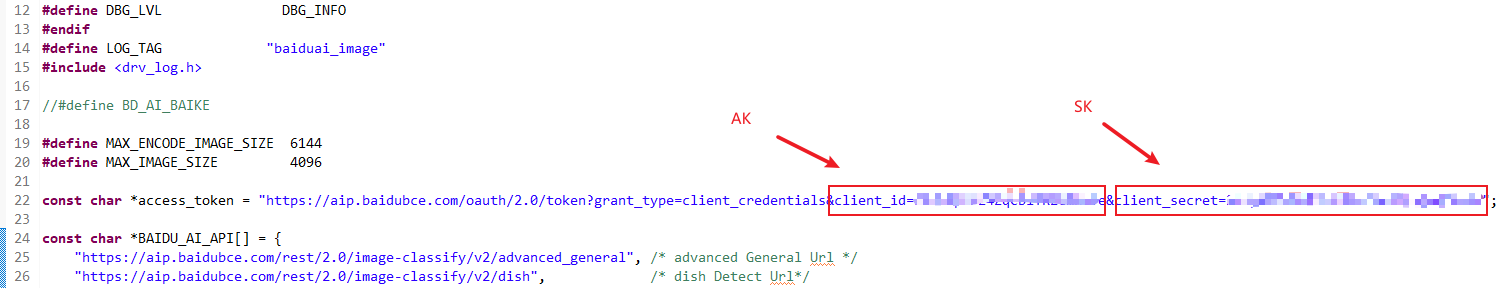 12 #define DBG_LVL DBG_INFO
13 #endif
14 #define LOG_TAG "baiduai_image"
15 #include <drv_log.h>
16
17 //#define BD_AI_BAIKE
18
AK
SK
19 #define MAX_ENCODE_IMAGE_SIZE 6144
20 #define MAX_IMAGE_SIZE 4096
21
22 const char *access_token = "https://aip.baidubce.com/oauth/2.0/token?grant_type=client_credentials&client_id= &client_secret= ";
23
24 const char *BAIDU_AI_API[] = {
25 "https://aip.baidubce.com/rest/2.0/image-classify/v2/advanced_general", /* advanced General Url */
26 "https://aip.baidubce.com/rest/2.0/image-classify/v2/dish", /* dish Detect Url*/